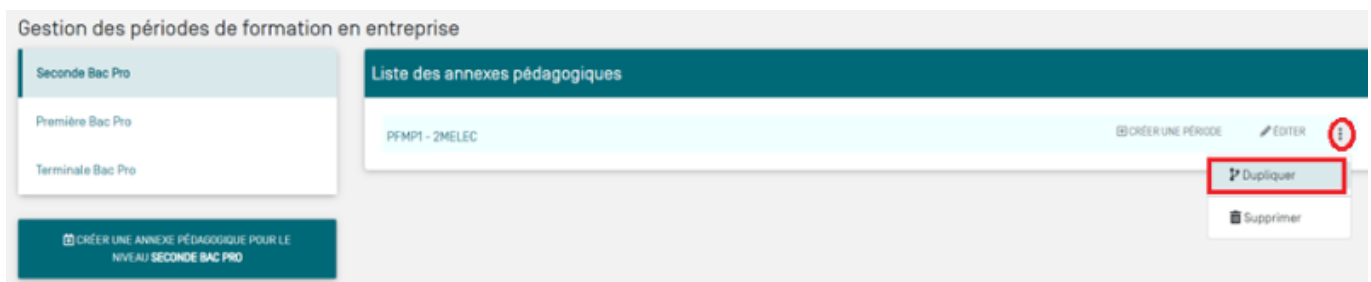 Gestion des périodes de formation en entreprise
Seconde Bac Pro
Première Bac Pro
Terminale Bac Pro
CRÉER UNE ANNEXE PÉDAGOGIQUE POUR LE
NIVEAU SECONDE BAC PRO
Liste des annexes pédagogiques
PFMP1 - 2MELEC
CRÉER UNE PÉRIODE
ÉDITER
Dupliquer
Supprimer